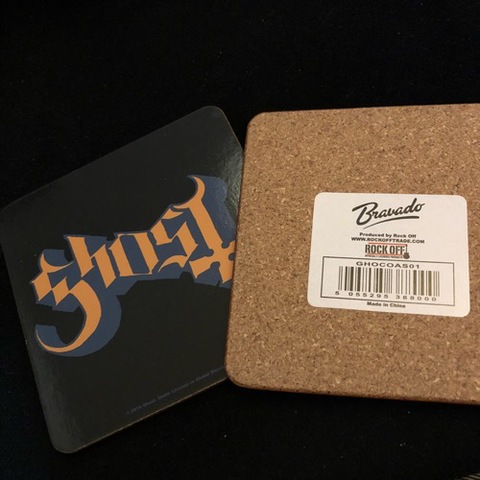 Ghost
Bravado
Produced by Rock Off
WWW.ROCKOFFTRADE.COM
ROCK OFF
GHOCOAS01
5 055295 388000
Made in China